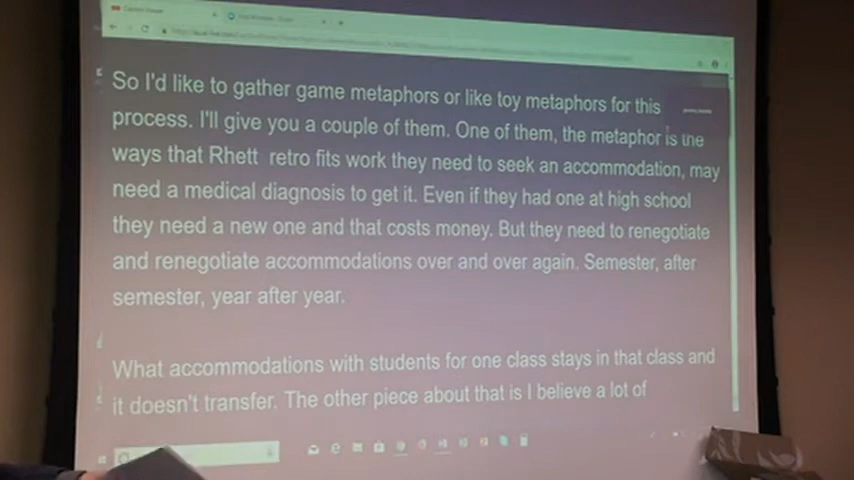 So I'd like to gather game metaphors or like toy metaphors for this
process. I'll give you a couple of them. One of them, the metaphor is the
ways that Rhett retro fits work they need to seek an accommodation, may
need a medical diagnosis to get it. Even if they had one at high school
they need a new one and that costs money. But they need to renegotiate
and renegotiate accommodations over and over again. Semester, after
semester, year after year.
What accommodations with students for one class stays in that class and
it doesn't transfer. The other piece about that is I believe a lot of